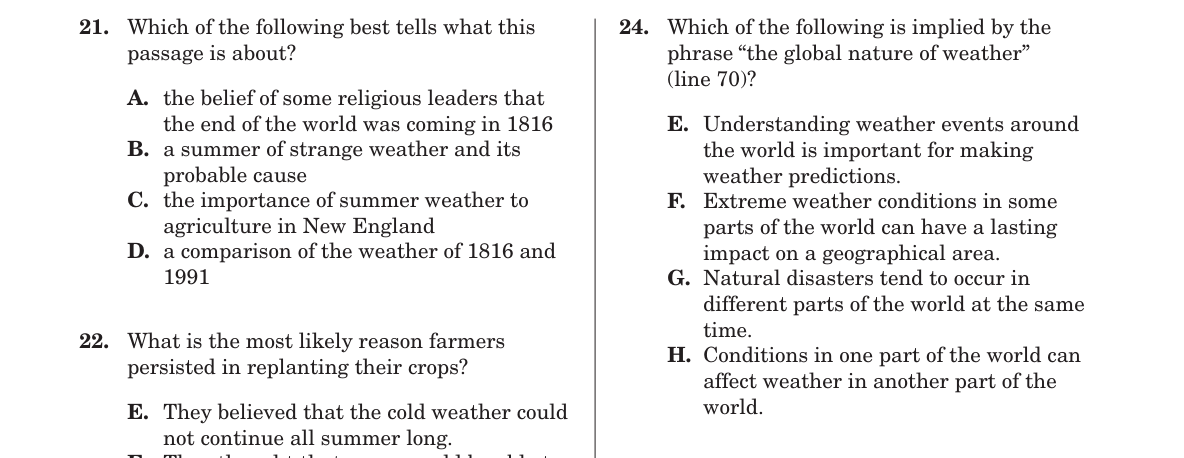 21. Which of the following best tells what this
passage is about?
A. the belief of some religious leaders that
the end of the world was coming in 1816
B. a summer of strange weather and its
probable cause
C. the importance of summer weather to
agriculture in New England
D. a comparison of the weather of 1816 and
1991
22. What is the most likely reason farmers
persisted in replanting their crops?
E. They believed that the cold weather could
not continue all summer long.
24. Which of the following is implied by the
phrase “the global nature of weather”
(line 70)?
E. Understanding weather events around
the world is important for making
weather predictions.
F. Extreme weather conditions in some
parts of the world can have a lasting
impact on a geographical area.
G. Natural disasters tend to occur in
different parts of the world at the same
time.
H. Conditions in one part of the world can
affect weather in another part of the
world.